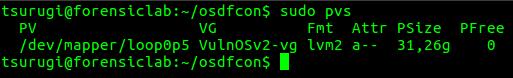 tsurugi@forensiclab:~/osdfcon$ sudo pvs
  PV                  VG            Fmt  Attr PSize  PFree
  /dev/mapper/loop0p5 VulnOSv2-vg lvm2 a--  31,26g    0
tsurugi@forensiclab:~/osdfcon$